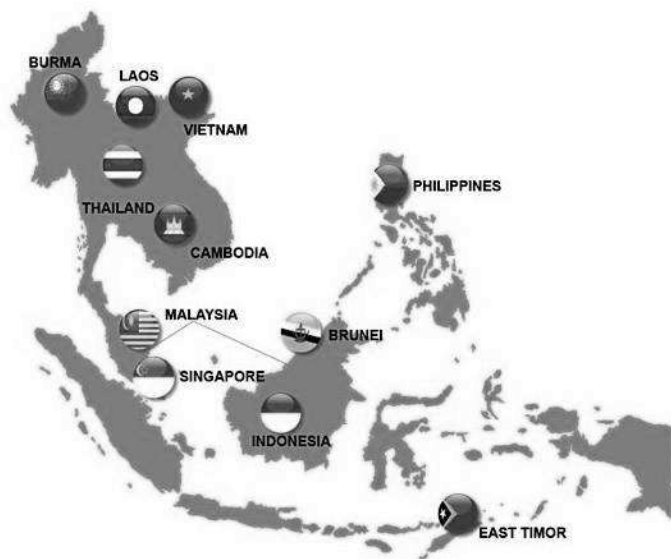 BURMA
LAOS
VIETNAM
THAILAND
CAMBODIA
PHILIPPINES
MALAYSIA
BRUNEI
SINGAPORE
INDONESIA
EAST TIMOR